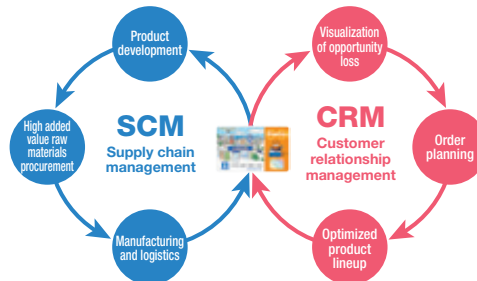 Product
development
High added
value raw
materials
procurement
SCM
Supply chain
management
Manufacturing
and logistics
Visualization
of opportunity
loss
CRM
Customer
relationship
management
Order
planning
Optimized
product
lineup